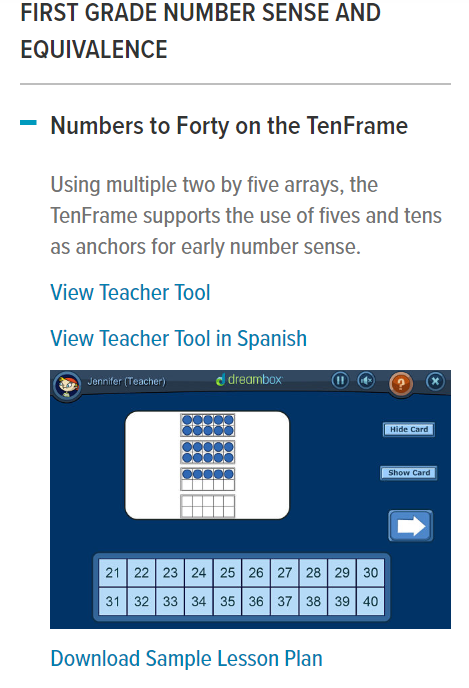 FIRST GRADE NUMBER SENSE AND
EQUIVALENCE
Numbers to Forty on the TenFrame
Using multiple two by five arrays, the
TenFrame supports the use of fives and tens
as anchors for early number sense.
View Teacher Tool
View Teacher Tool in Spanish
Jennifer (Teacher) dreambox ?
Hide Card
Show Card
21 22 23 24 25 26 27 28 29 30
31 32 33 34 35 36 37 38 39 40
Download Sample Lesson Plan